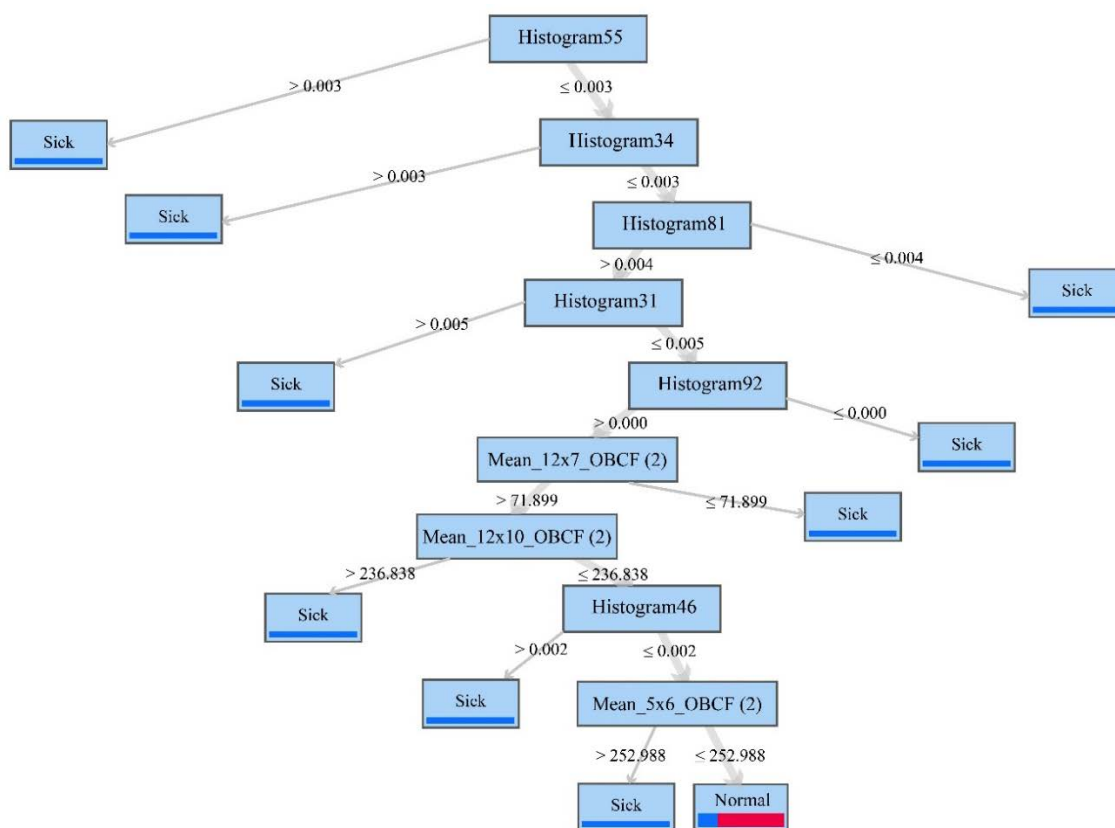 Histogram55
> 0.003
≤ 0.003
Sick
Histogram34
> 0.003
≤ 0.003
Sick
Histogram81
> 0.004
≤ 0.004
Histogram31
Sick
> 0.005
≤ 0.005
Sick
Histogram92
> 0.000
≤ 0.000
Mean_12x7_OBCF (2)
Sick
> 71.899
≤ 71.899
Mean_12x10_OBCF (2)
Sick
> 236.838
≤ 236.838
Sick
Histogram46
> 0.002
≤ 0.002
Sick
Mean_5x6_OBCF (2)
> 252.988
≤ 252.988
Sick
Normal